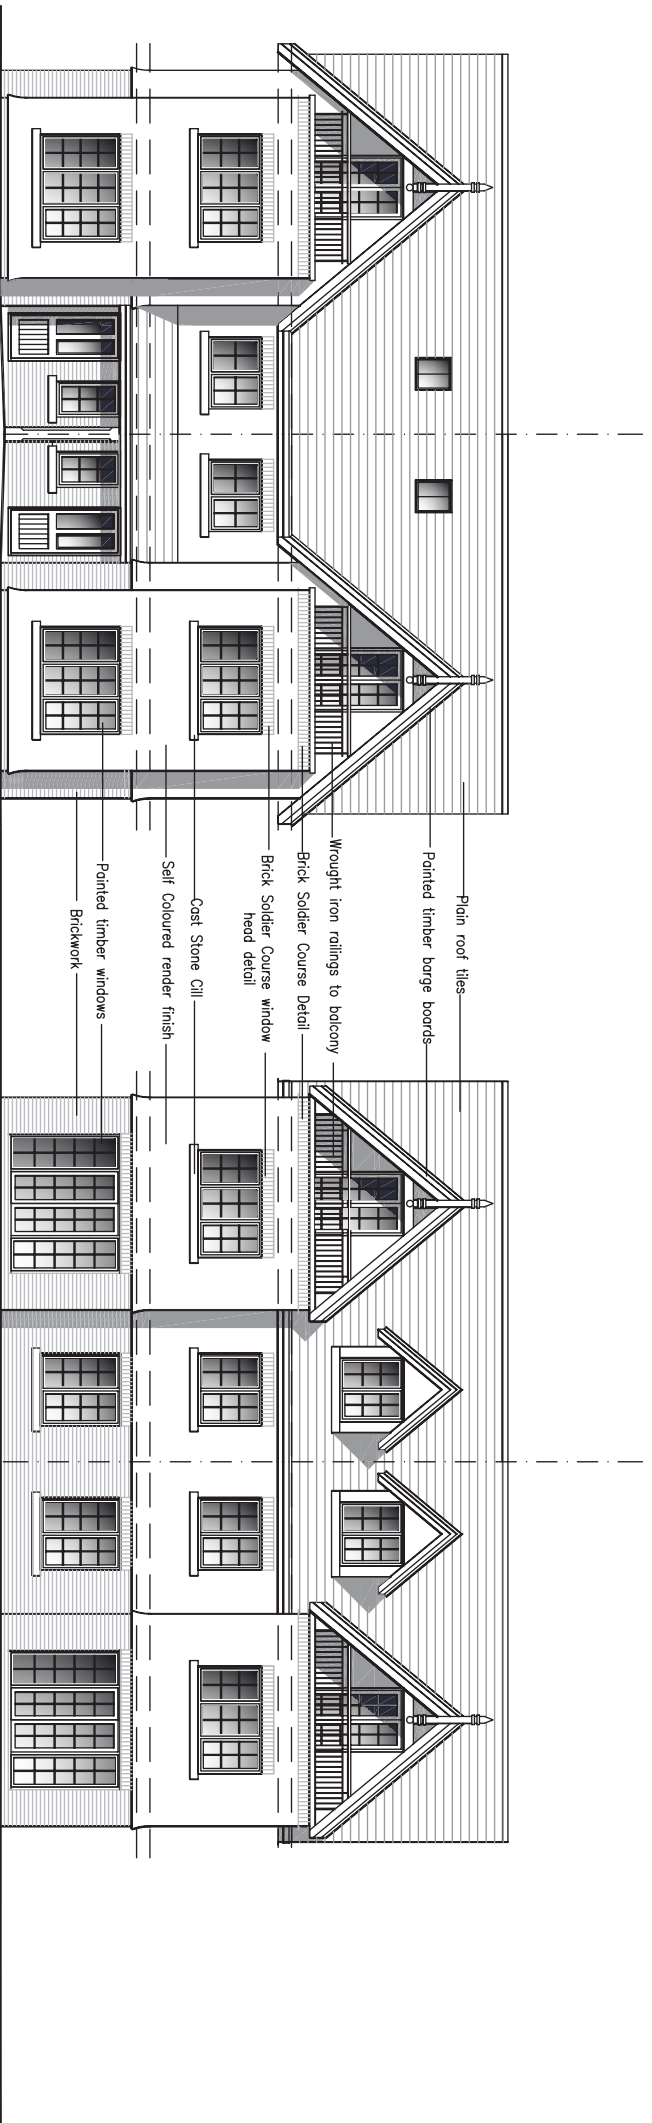 Plain roof tiles
Painted timber barge boards
Wrought iron railings to balcony
Brick Soldier Course Detail
Brick Soldier Course window
head detail
Cast Stone Cill
Self Coloured render finish
Painted timber windows
Brickwork